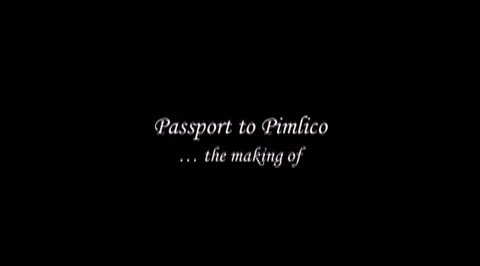 Passport to Pimlico
… the making of